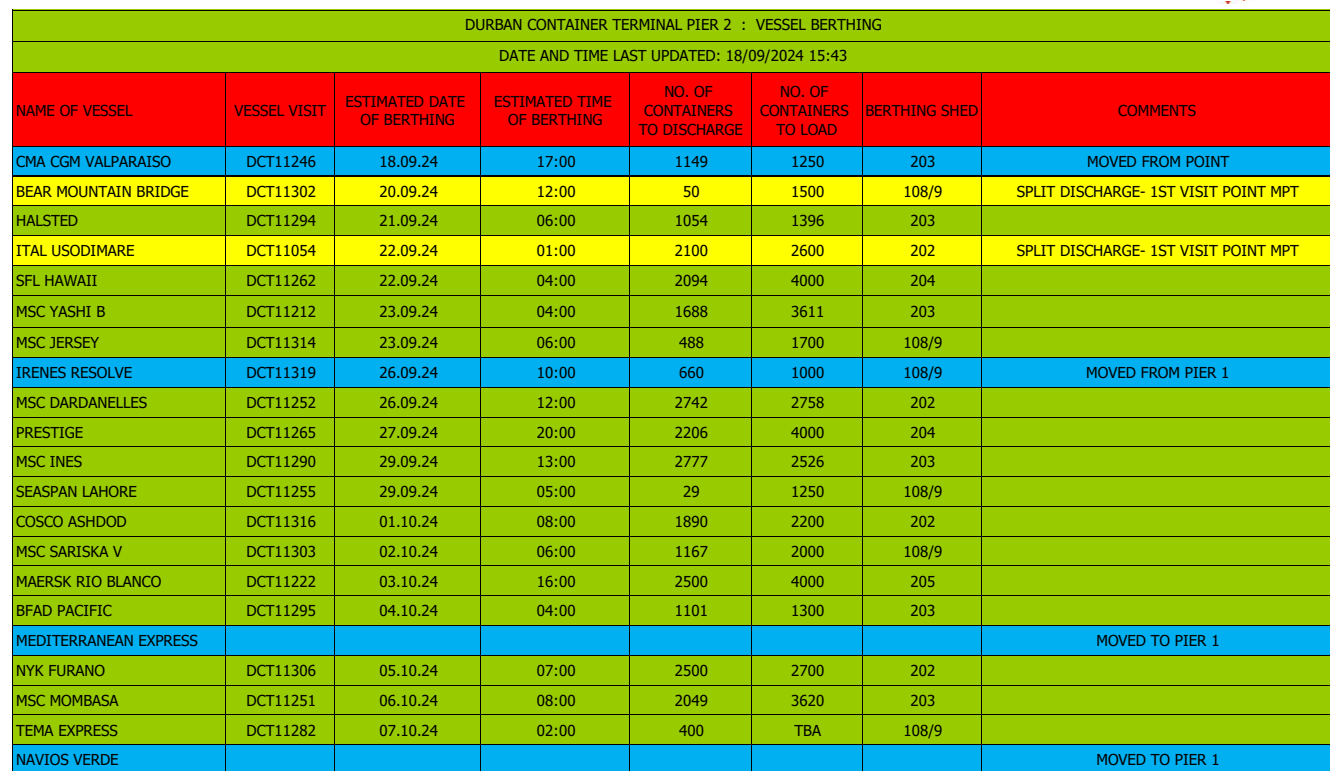 DURBAN CONTAINER TERMINAL PIER 2 : VESSEL BERTHING
DATE AND TIME LAST UPDATED: 18/09/2024 15:43
NAME OF VESSEL VESSEL VISIT ESTIMATED DATE OF BERTHING ESTIMATED TIME OF BERTHING NO. OF CONTAINERS TO DISCHARGE NO. OF CONTAINERS TO LOAD BERTHING SHED COMMENTS
CMA CGM VALPARAISO DCT11246 18.09.24 17:00 1149 1250 203 MOVED FROM POINT
BEAR MOUNTAIN BRIDGE DCT11302 20.09.24 12:00 50 1500 108/9 SPLIT DISCHARGE- 1ST VISIT POINT MPT
HALSTED DCT11294 21.09.24 06:00 1054 1396 203
ITAL USODIMARE DCT11054 22.09.24 01:00 2100 2600 202 SPLIT DISCHARGE- 1ST VISIT POINT MPT
SFL HAWAII DCT11262 22.09.24 04:00 2094 4000 204
MSC YASHI B DCT11212 23.09.24 04:00 1688 3611 203
MSC JERSEY DCT11314 23.09.24 06:00 488 1700 108/9
IRENES RESOLVE DCT11319 26.09.24 10:00 660 1000 108/9 MOVED FROM PIER 1
MSC DARDANELLES DCT11252 26.09.24 12:00 2742 2758 202
PRESTIGE DCT11265 27.09.24 20:00 2206 4000 204
MSC INES DCT11290 29.09.24 13:00 2777 2526 203
SEASPAN LAHORE DCT11255 29.09.24 05:00 29 1250 108/9
COSCO ASHDOD DCT11316 01.10.24 08:00 1890 2200 202
MSC SARISKA V DCT11303 02.10.24 06:00 1167 2000 108/9
MAERSK RIO BLANCO DCT11222 03.10.24 16:00 2500 4000 205
BFAD PACIFIC DCT11295 04.10.24 04:00 1101 1300 203
MEDITERRANEAN EXPRESS MOVED TO PIER 1
NYK FURANO DCT11306 05.10.24 07:00 2500 2700 202
MSC MOMBASA DCT11251 06.10.24 08:00 2049 3620 203
TEMA EXPRESS DCT11282 07.10.24 02:00 400 TBA 108/9
NAVIOS VERDE MOVED TO PIER 1